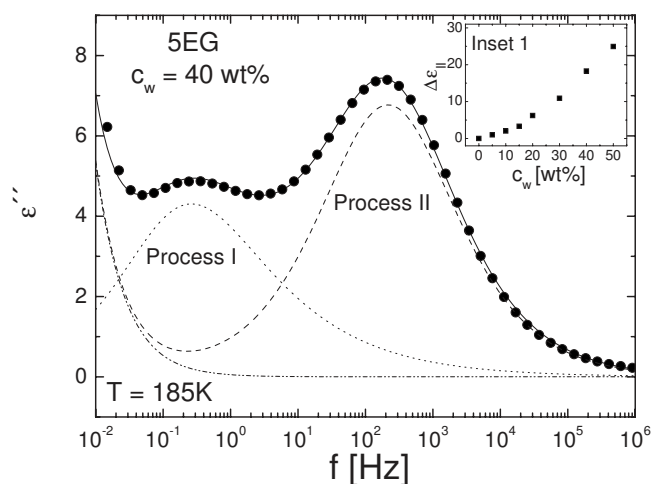 5EG
c_w = 40 wt%
Inset 1
Δε_II
30
20
10
0
0 10 20 30 40 50
c_w [wt%]
ε´´
8
6
4
2
0
Process I
Process II
T = 185K
10^-2 10^-1 10^0 10^1 10^2 10^3 10^4 10^5 10^6
f [Hz]